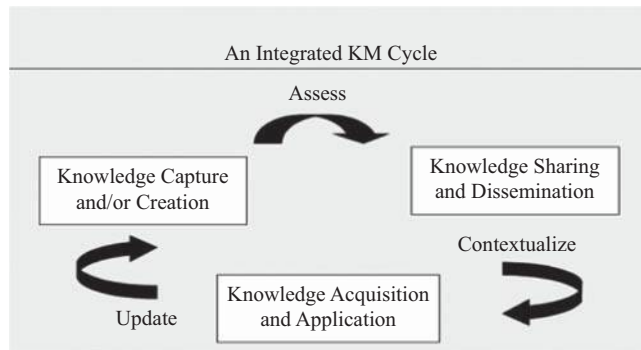 An Integrated KM Cycle
Assess
Knowledge Capture
and/or Creation
Knowledge Sharing
and Dissemination
Contextualize
Knowledge Acquisition
and Application
Update